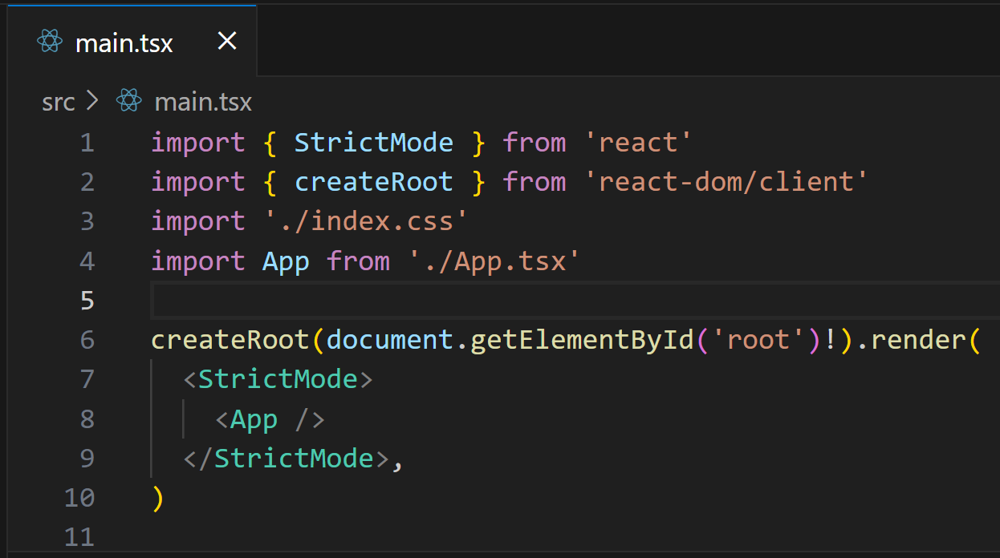 main.tsx ×
src > main.tsx
1 import { StrictMode } from 'react'
2 import { createRoot } from 'react-dom/client'
3 import './index.css'
4 import App from './App.tsx'
5
6 createRoot(document.getElementById('root')!).render(
7   <StrictMode>
8     <App />
9   </StrictMode>,
10 )
11